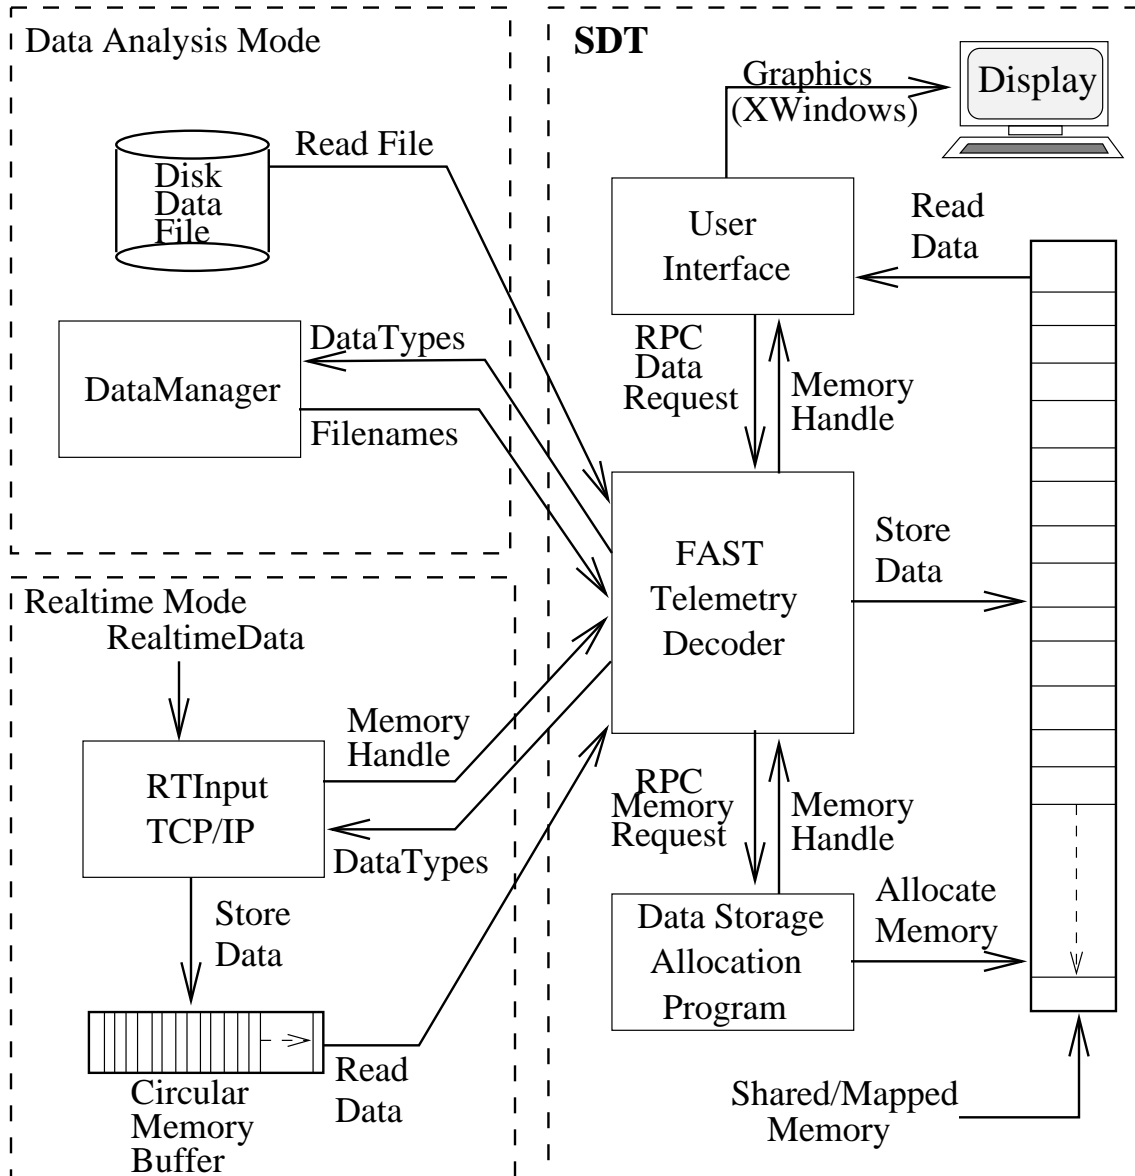 Data Analysis Mode
Disk
Data
File
Read File
DataTypes
DataManager
Filenames
Realtime Mode
RealtimeData
Memory
Handle
RTInput
TCP/IP
DataTypes
Store
Data
Read
Data
Circular
Memory
Buffer
SDT
Graphics
(XWindows)
Display
User
Interface
Read
Data
RPC
Data
Request
Memory
Handle
FAST
Telemetry
Decoder
Store
Data
RPC
Memory
Request
Memory
Handle
Data Storage
Allocation
Program
Allocate
Memory
Shared/Mapped
Memory